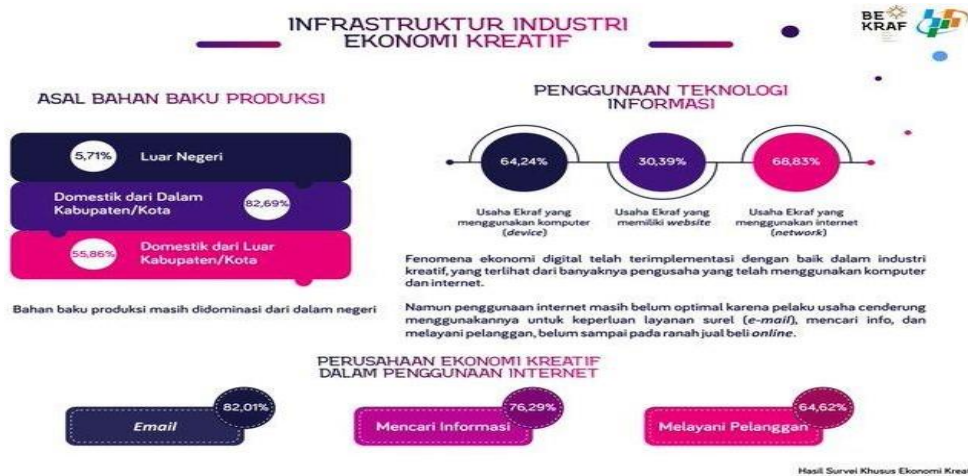 INFRASTRUKTUR INDUSTRI
EKONOMI KREATIF
BE
KRAF
ASAL BAHAN BAKU PRODUKSI
5,71%
Luar Negeri
Domestik dari Dalam
Kabupaten/Kota
82,69%
55,86%
Domestik dari Luar
Kabupaten/Kota
Bahan baku produksi masih didominasi dari dalam negeri
PENGGUNAAN TEKNOLOGI
INFORMASI
64,24%
30,39%
68,83%
Usaha Ekraf yang
menggunakan komputer
(device)
Usaha Ekraf yang
memiliki website
Usaha Ekraf yang
menggunakan internet
(network)
Fenomena ekonomi digital telah terimplementasi dengan baik dalam industri
kreatif, yang terlihat dari banyaknya pengusaha yang telah menggunakan komputer
dan internet.
Namun penggunaan internet masih belum optimal karena pelaku usaha cenderung
menggunakannya untuk keperluan layanan surel (e-mail), mencari info, dan
melayani pelanggan, belum sampai pada ranah jual beli online.
PERUSAHAAN EKONOMI KREATIF
DALAM PENGGUNAAN INTERNET
82,01%
Email
76,29%
Mencari Informasi
64,62%
Melayani Pelanggan
Hasil Survei Khusus Ekonomi Kreat